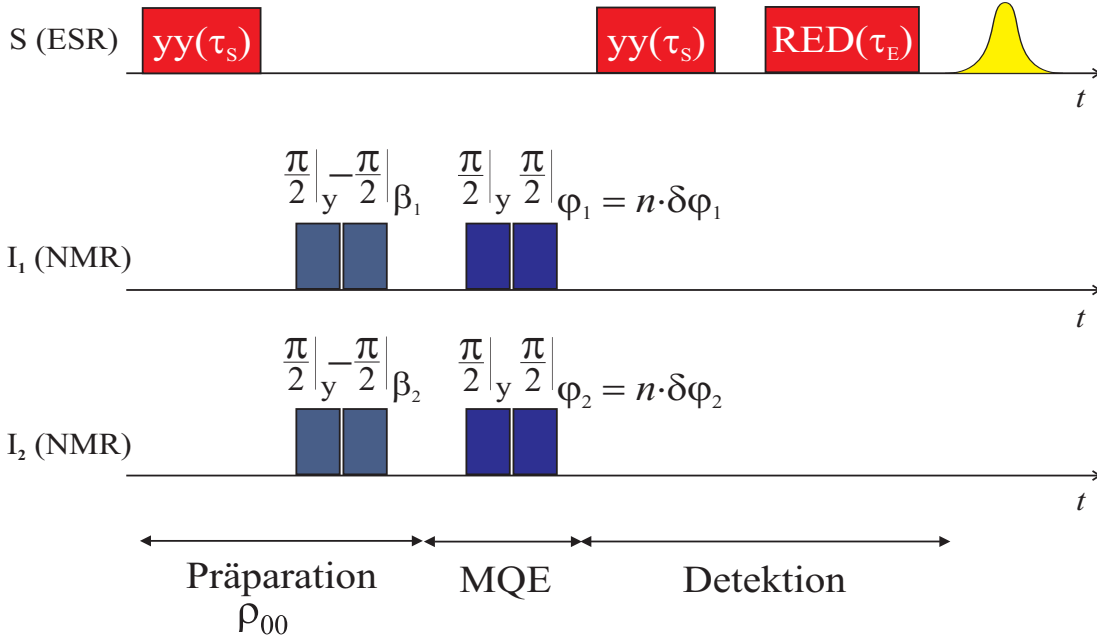 S (ESR) yy(τS) yy(τS) RED(τE)
t
π/2|y −π/2|β1 π/2|y π/2|φ1 = n·δφ1
I1 (NMR)
t
π/2|y −π/2|β2 π/2|y π/2|φ2 = n·δφ2
I2 (NMR)
t
Präparation MQE Detektion
ρ00